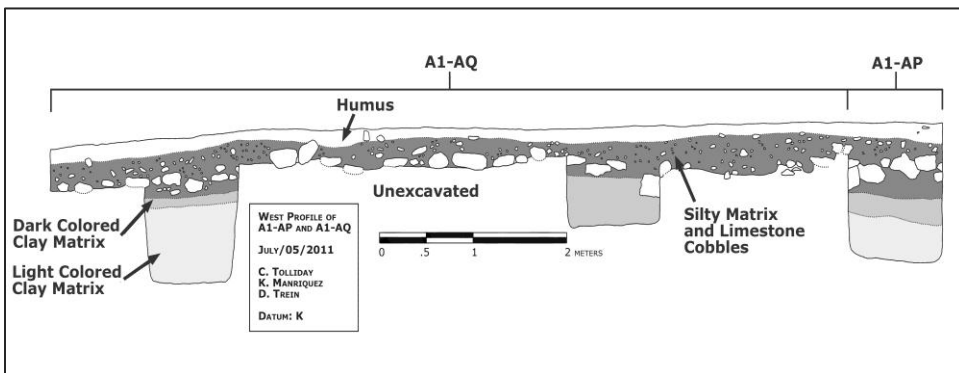 A1-AQ
A1-AP
Humus
Unexcavated
Dark Colored
Clay Matrix
Light Colored
Clay Matrix
West Profile of
A1-AP and A1-AQ
July/05/2011
C. Tolliday
K. Manriquez
D. Trein
Datum: K
0 .5 1 2 meters
Silty Matrix
and Limestone
Cobbles